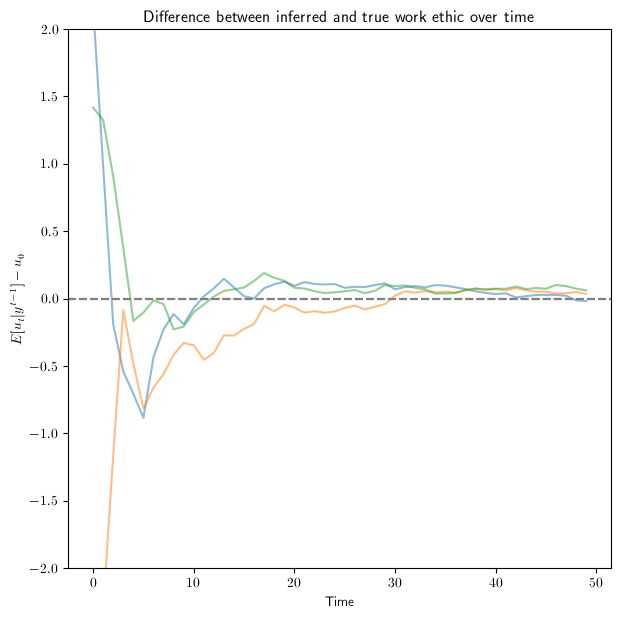 Difference between inferred and true work ethic over time
2.0
1.5
1.0
0.5
0.0
−0.5
−1.0
−1.5
−2.0
E[u_t|y^{t−1}] − u_0
0 10 20 30 40 50
Time